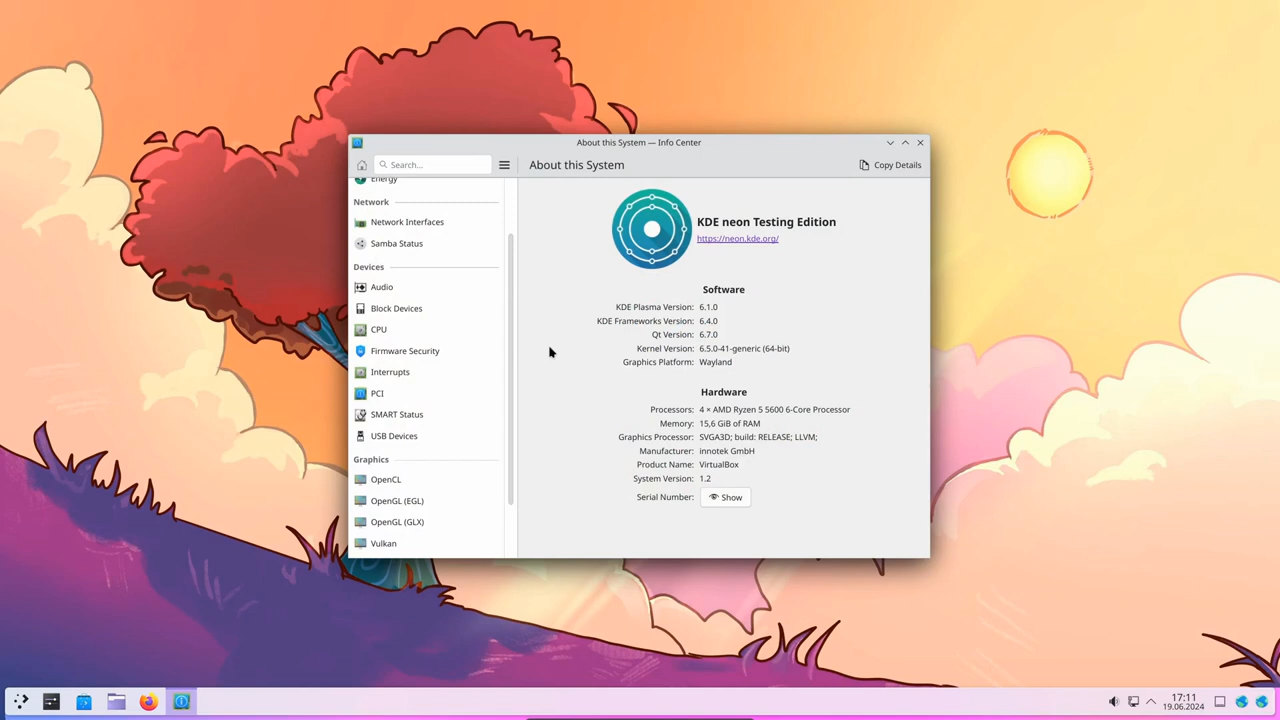 About this System — Info Center
Search...
About this System
Copy Details
Energy
Network
Network Interfaces
Samba Status
Devices
Audio
Block Devices
CPU
Firmware Security
Interrupts
PCI
SMART Status
USB Devices
Graphics
OpenCL
OpenGL (EGL)
OpenGL (GLX)
Vulkan
KDE neon Testing Edition
https://neon.kde.org/
Software
KDE Plasma Version: 6.1.0
KDE Frameworks Version: 6.4.0
Qt Version: 6.7.0
Kernel Version: 6.5.0-41-generic (64-bit)
Graphics Platform: Wayland
Hardware
Processors: 4 × AMD Ryzen 5 5600 6-Core Processor
Memory: 15,6 GiB of RAM
Graphics Processor: SVGA3D; build: RELEASE; LLVM;
Manufacturer: innotek GmbH
Product Name: VirtualBox
System Version: 1.2
Serial Number: Show
17:11
19.06.2024